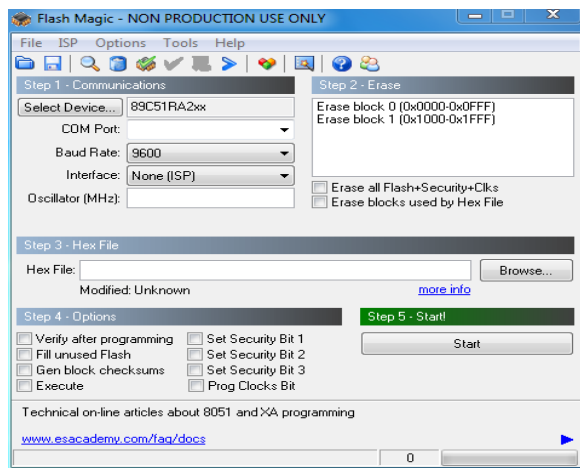 Flash Magic - NON PRODUCTION USE ONLY
File ISP Options Tools Help
Step 1 - Communications
Select Device... 89C51RA2xx
COM Port:
Baud Rate: 9600
Interface: None (ISP)
Oscillator (MHz):
Step 2 - Erase
Erase block 0 (0x0000-0x0FFF)
Erase block 1 (0x1000-0x1FFF)
Erase all Flash+Security+Clks
Erase blocks used by Hex File
Step 3 - Hex File
Hex File: Browse...
Modified: Unknown more info
Step 4 - Options
Verify after programming Set Security Bit 1
Fill unused Flash Set Security Bit 2
Gen block checksums Set Security Bit 3
Execute Prog Clocks Bit
Step 5 - Start!
Start
Technical on-line articles about 8051 and XA programming
www.esacademy.com/faq/docs
0